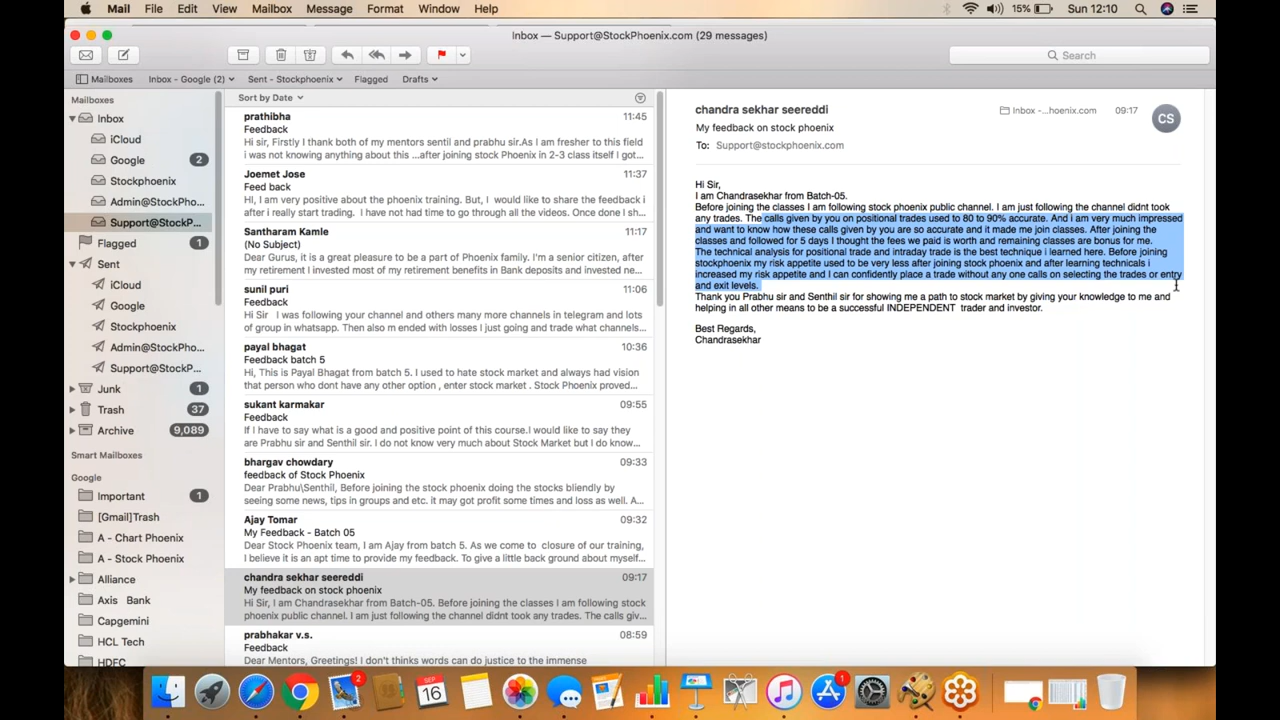 Mail File Edit View Mailbox Message Format Window Help 15% Sun 12:10
Inbox — Support@StockPhoenix.com (29 messages)
Search
Mailboxes Inbox - Google (2) Sent - Stockphoenix Flagged Drafts
Mailboxes
Inbox
iCloud
Google 2
Stockphoenix
Admin@StockPho...
Support@StockP...
Flagged
Sent
iCloud
Google
Stockphoenix
Admin@StockPho...
Support@StockP...
Junk 1
Trash 37
Archive 9,089
Smart Mailboxes
Google
Important 1
[Gmail]Trash
A - Chart Phoenix
A - Stock Phoenix
Alliance
Axis Bank
Capgemini
HCL Tech
HDFC
Sort by Date
prathibha 11:45
Feedback
Hi sir, Firstly I thank both of my mentors sentil and prabhu sir.As I am fresher to this field
i was not knowing anything about this ...after joining stock Phoenix in 2-3 class itself I got...
Joemet Jose 11:37
Feed back
HI, I am very positive about the phoenix training. But, I would like to share the feedback i
after i really start trading. I have not had time to go through all the videos. Once done I sh...
Santharam Kamle 11:17
(No Subject)
Dear Gurus, it is a great pleasure to be a part of Phoenix family. I'm a senior citizen, after
my retirement I invested most of my retirement benefits in Bank deposits and invested ne...
sunil puri 11:06
Feedback
Hi Sir I was following your channel and others many more channels in telegram and lots
of group in whatsapp. Then also m ended with losses I just going and trade what channels...
payal bhagat 10:36
Feedback batch 5
Hi, This is Payal Bhagat from batch 5. I used to hate stock market and always had vision
that person who dont have any other option , enter stock market . Stock Phoenix proved...
sukant karmakar 09:55
Feedback
If I have to say what is a good and positive point of this course.I would like to say they
are Prabhu sir and Senthil sir. I do not know very much about Stock Market but I do know...
bhargav chowdary 09:33
feedback of Stock Phoenix
Dear Prabhu\Senthil, Before joining the stock phoenix doing the stocks bliendly by
seeing some news, tips in groups and etc. it may got profit some times and loss as well. A...
Ajay Tomar 09:32
My Feedback - Batch 05
Dear Stock Phoenix team, I am Ajay from batch 5. As we come to closure of our training,
I believe it is an apt time to provide my feedback. To give a little back ground about myself...
chandra sekhar seereddi 09:17
My feedback on stock phoenix
Hi Sir, I am Chandrasekhar from Batch-05. Before joining the classes I am following stock
phoenix public channel. I am just following the channel didnt took any trades. The calls giv...
prabhakar v.s. 08:59
Feedback
Dear Mentors, Greetings! I don't thinks words can do justice to the immense
chandra sekhar seereddi Inbox -...hoenix.com 09:17
CS
My feedback on stock phoenix
To: Support@stockphoenix.com
Hi Sir,
I am Chandrasekhar from Batch-05.
Before joining the classes I am following stock phoenix public channel. I am just following the channel didnt took
any trades. The calls given by you on positional trades used to 80 to 90% accurate. And i am very much impressed
and want to know how these calls given by you are so accurate and it made me join classes. After joining the
classes and followed for 5 days I thought the fees we paid is worth and remaining classes are bonus for me.
The technical analysis for positional trade and intraday trade is the best technique i learned here. Before joining
stockphoenix my risk appetite used to be very less after joining stock phoenix and after learning technicals i
increased my risk appetite and I can confidently place a trade without any one calls on selecting the trades or entry
and exit levels.
Thank you Prabhu sir and Senthil sir for showing me a path to stock market by giving your knowledge to me and
helping in all other means to be a successful INDEPENDENT trader and investor.
Best Regards,
Chandrasekhar
2
SEP
16
1